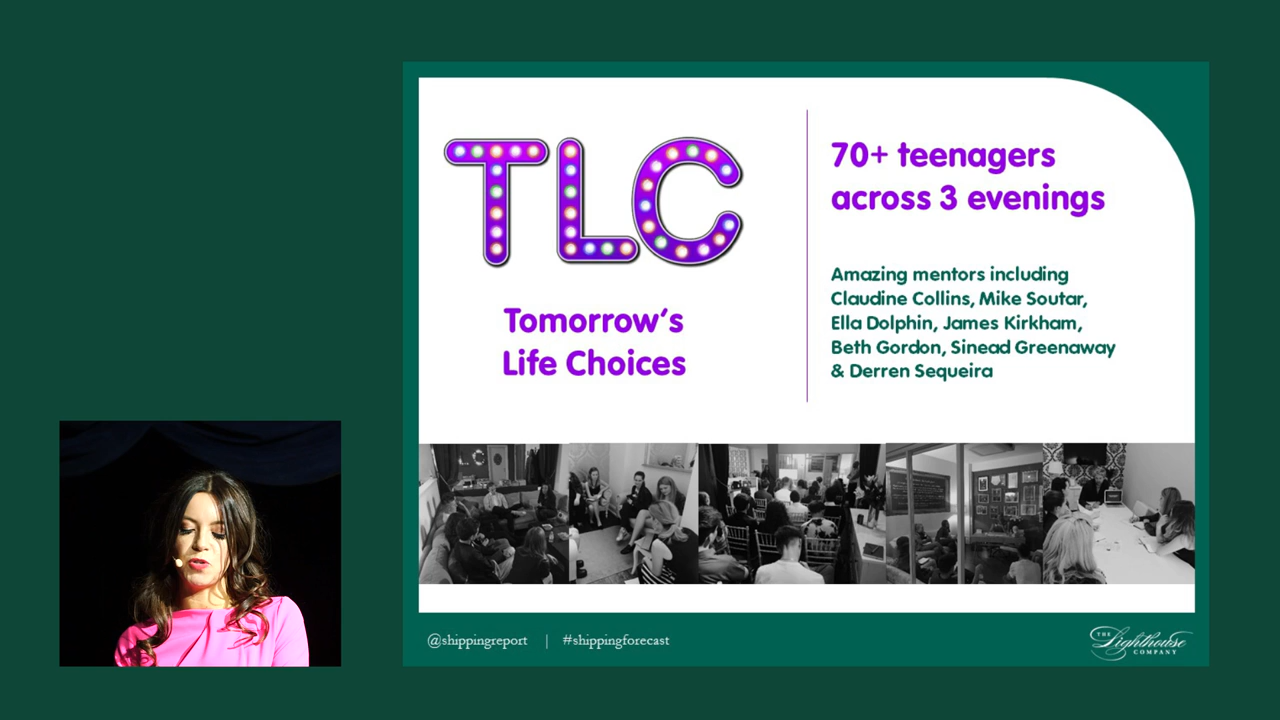 TLC
Tomorrow's
Life Choices
70+ teenagers
across 3 evenings
Amazing mentors including
Claudine Collins, Mike Soutar,
Ella Dolphin, James Kirkham,
Beth Gordon, Sinead Greenaway
& Derren Sequeira
@shippingreport | #shippingforecast
THE
Lighthouse
COMPANY